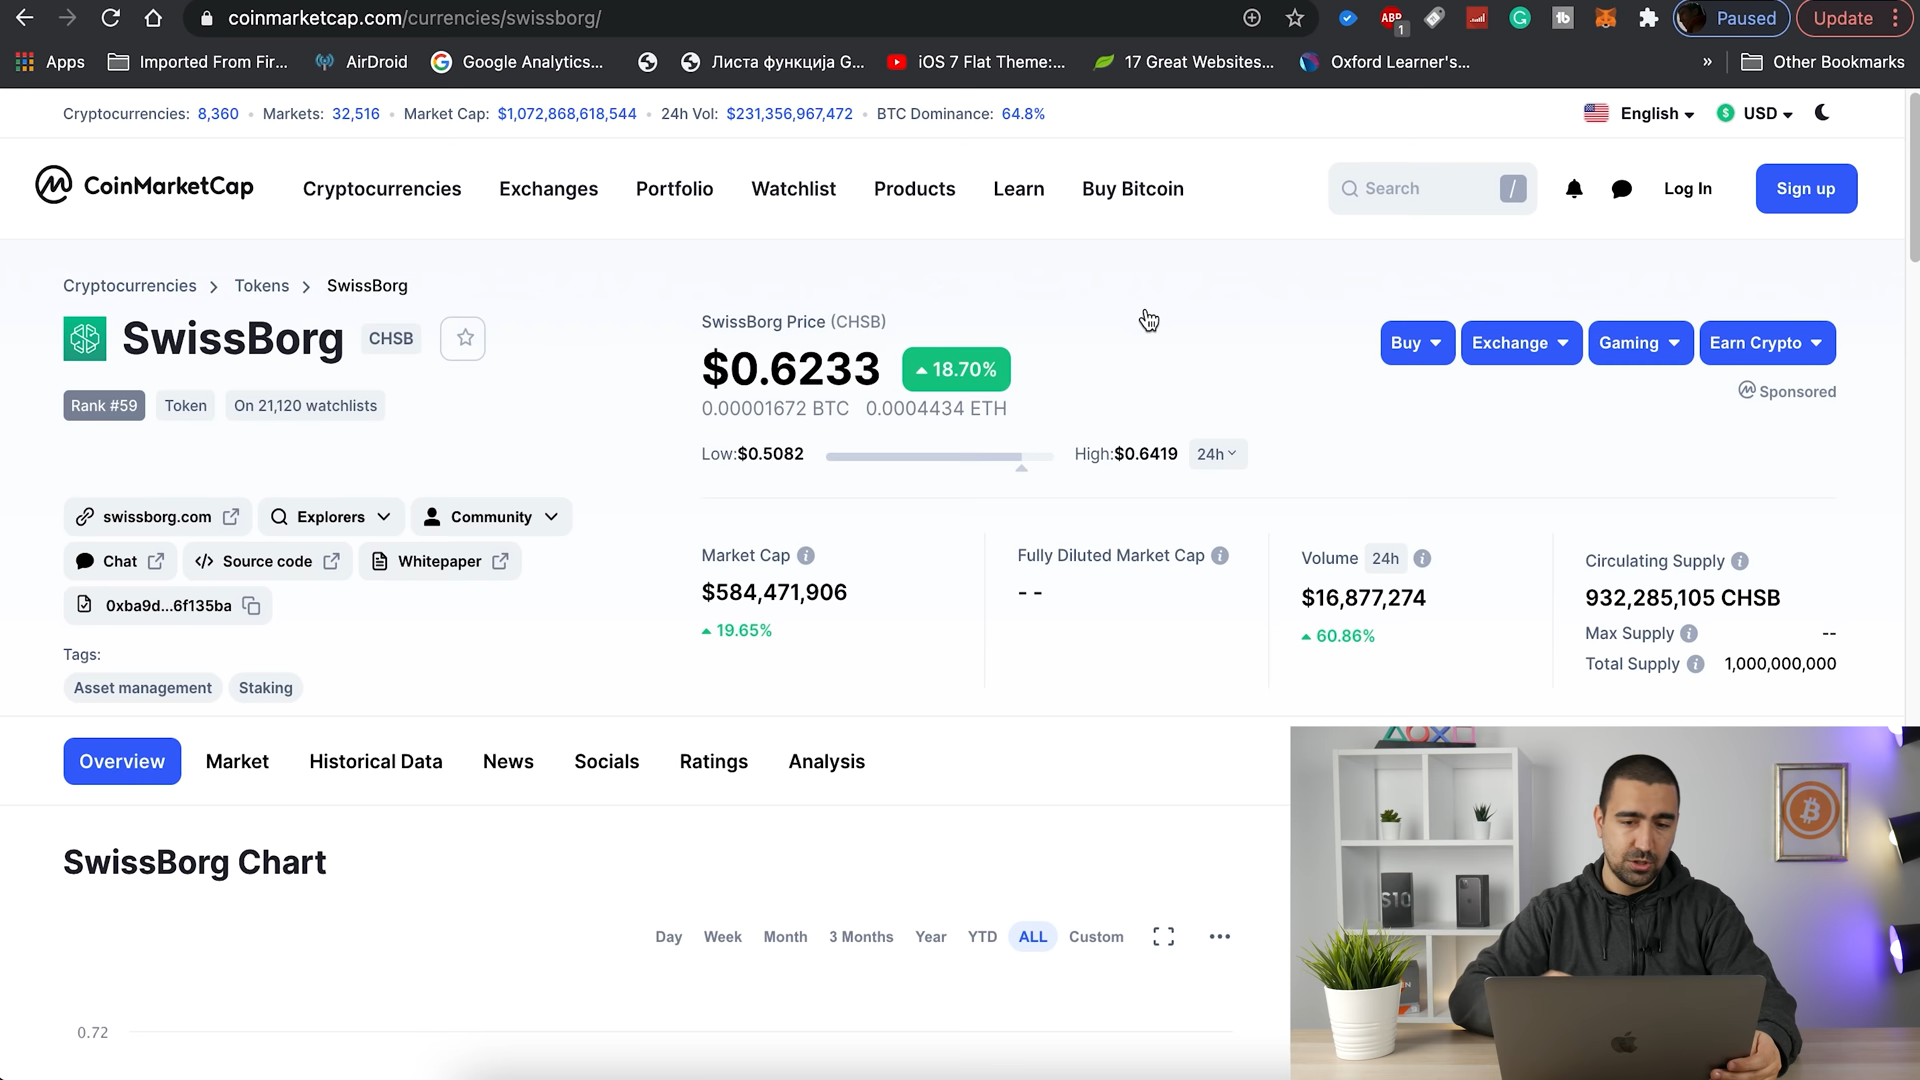 coinmarketcap.com/currencies/swissborg/
ABP
1
G
tb
Paused
Update
Apps
Imported From Fir...
AirDroid
Google Analytics...
Листа функција G...
iOS 7 Flat Theme:...
17 Great Websites...
Oxford Learner's...
»
Other Bookmarks
Cryptocurrencies: 8,360 • Markets: 32,516 • Market Cap: $1,072,868,618,544 • 24h Vol: $231,356,967,472 • BTC Dominance: 64.8%
English
USD
CoinMarketCap
Cryptocurrencies
Exchanges
Portfolio
Watchlist
Products
Learn
Buy Bitcoin
Search
/
Log In
Sign up
Cryptocurrencies > Tokens > SwissBorg
SwissBorg
CHSB
Rank #59
Token
On 21,120 watchlists
SwissBorg Price (CHSB)
$0.6233
18.70%
0.00001672 BTC 0.0004434 ETH
Low:$0.5082
High:$0.6419
24h
Buy
Exchange
Gaming
Earn Crypto
Sponsored
swissborg.com
Explorers
Community
Chat
Source code
Whitepaper
0xba9d...6f135ba
Tags:
Asset management
Staking
Market Cap
$584,471,906
19.65%
Fully Diluted Market Cap
- -
Volume 24h
$16,877,274
60.86%
Circulating Supply
932,285,105 CHSB
Max Supply --
Total Supply 1,000,000,000
Overview
Market
Historical Data
News
Socials
Ratings
Analysis
SwissBorg Chart
Day
Week
Month
3 Months
Year
YTD
ALL
Custom
0.72
S10